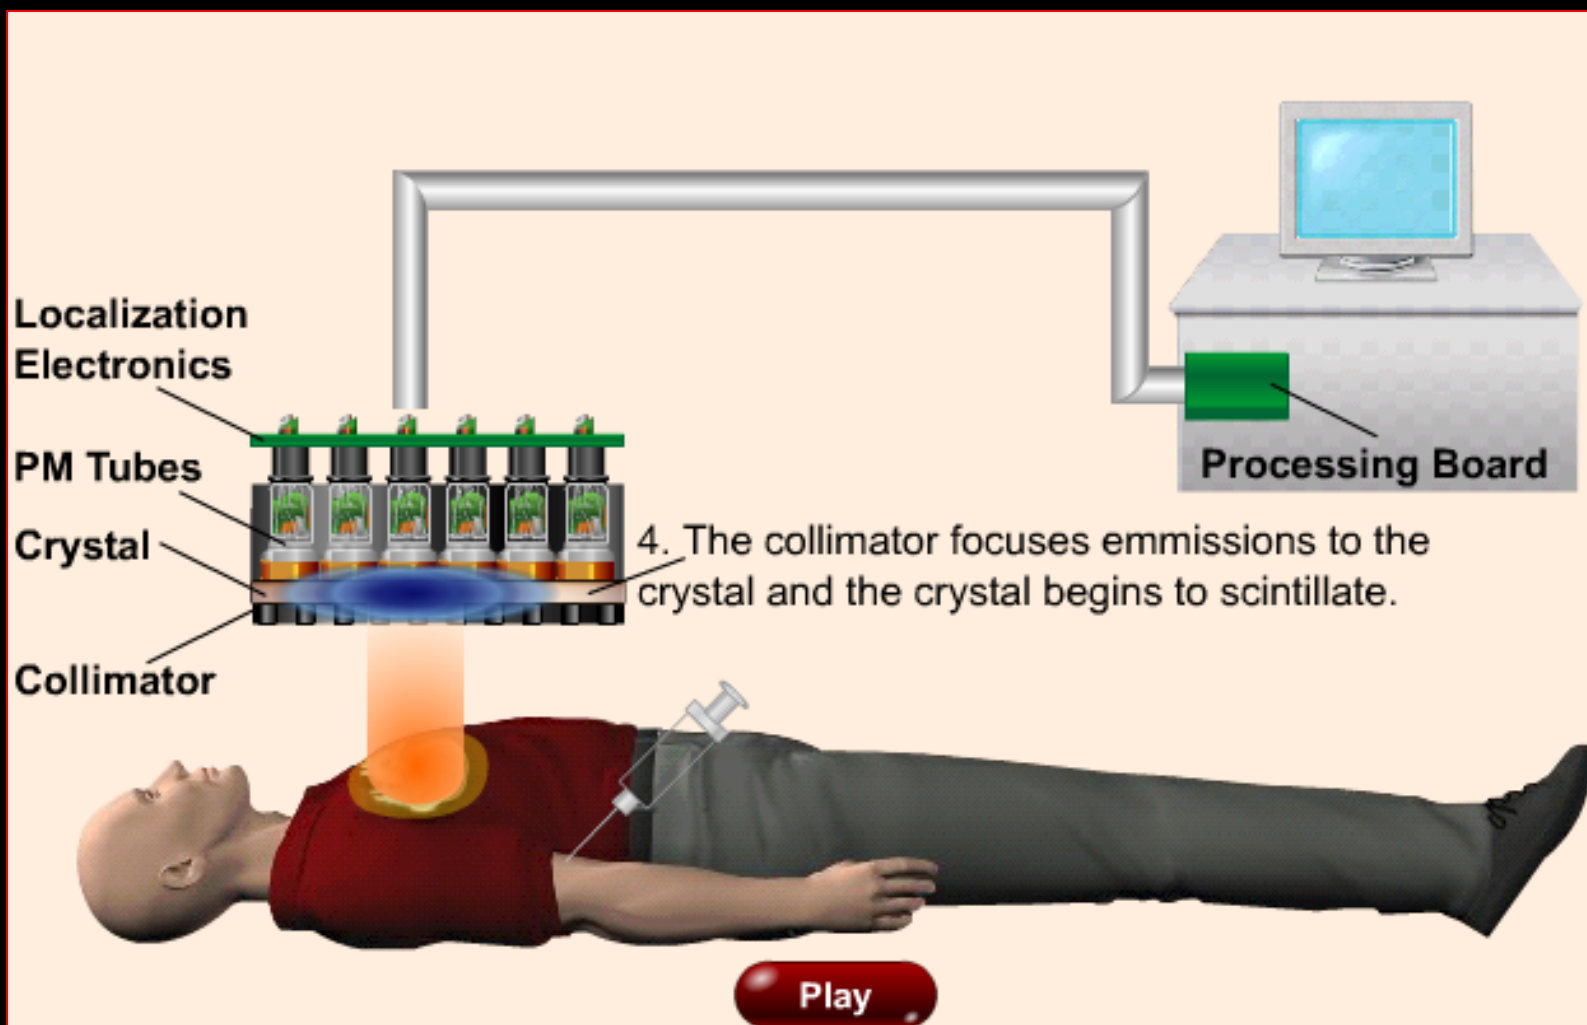 Localization
Electronics
PM Tubes
Crystal
Collimator
Processing Board
4. The collimator focuses emmissions to the
crystal and the crystal begins to scintillate.
Play